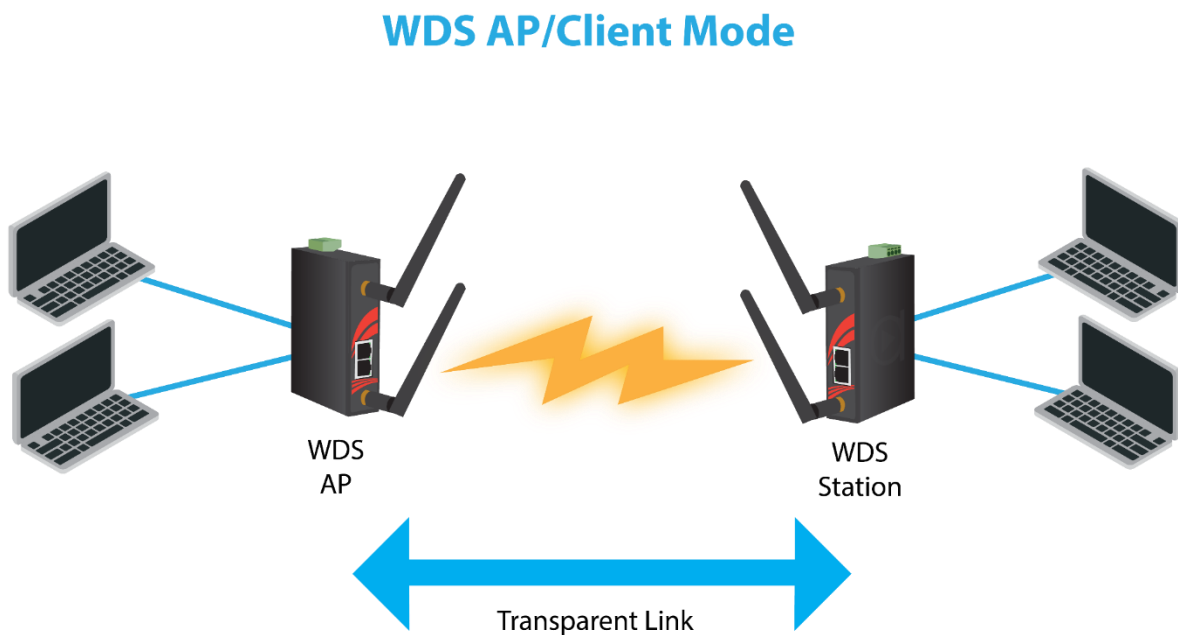 WDS AP/Client Mode
WDS
AP
WDS
Station
Transparent Link